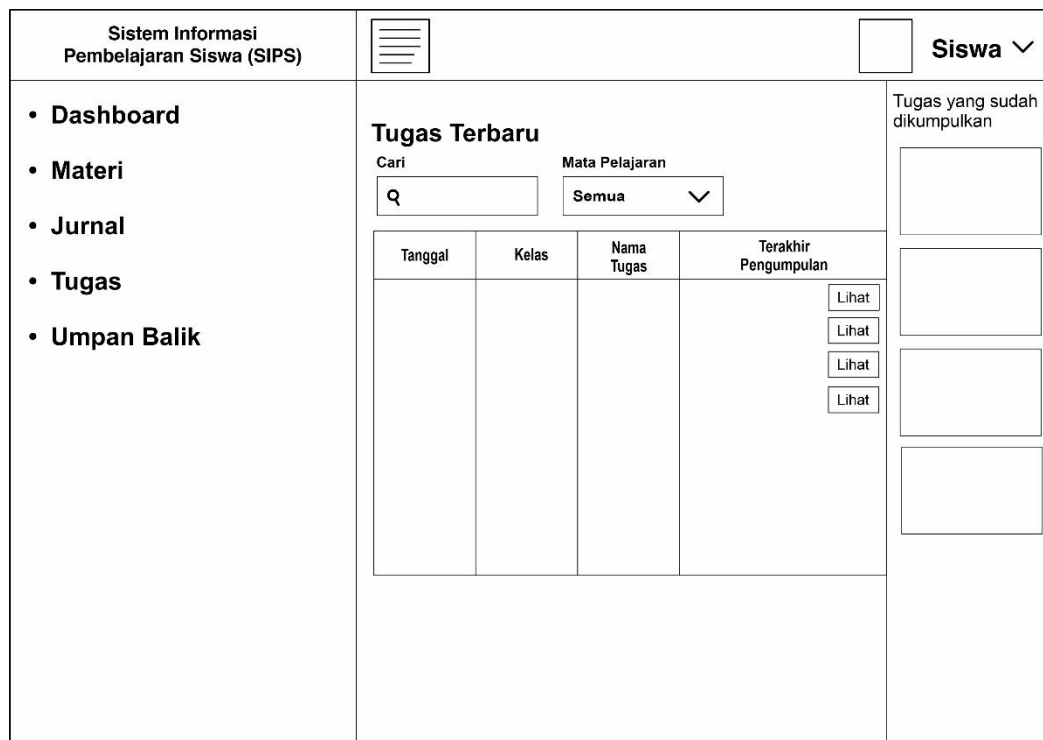 Sistem Informasi
Pembelajaran Siswa (SIPS)
Siswa
• Dashboard
• Materi
• Jurnal
• Tugas
• Umpan Balik
Tugas Terbaru
Cari
Mata Pelajaran
Semua
Tanggal
Kelas
Nama
Tugas
Terakhir
Pengumpulan
Lihat
Lihat
Lihat
Lihat
Tugas yang sudah
dikumpulkan